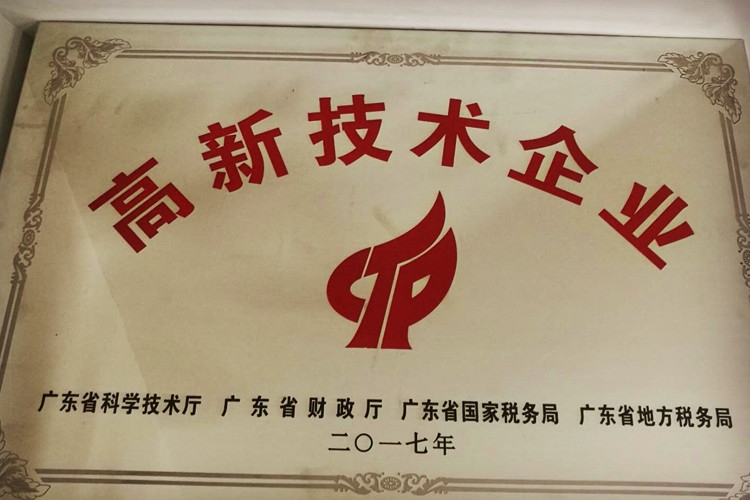 高新技术企业
广东省科学技术厅 广东省财政厅 广东省国家税务局 广东省地方税务局
二〇一七年